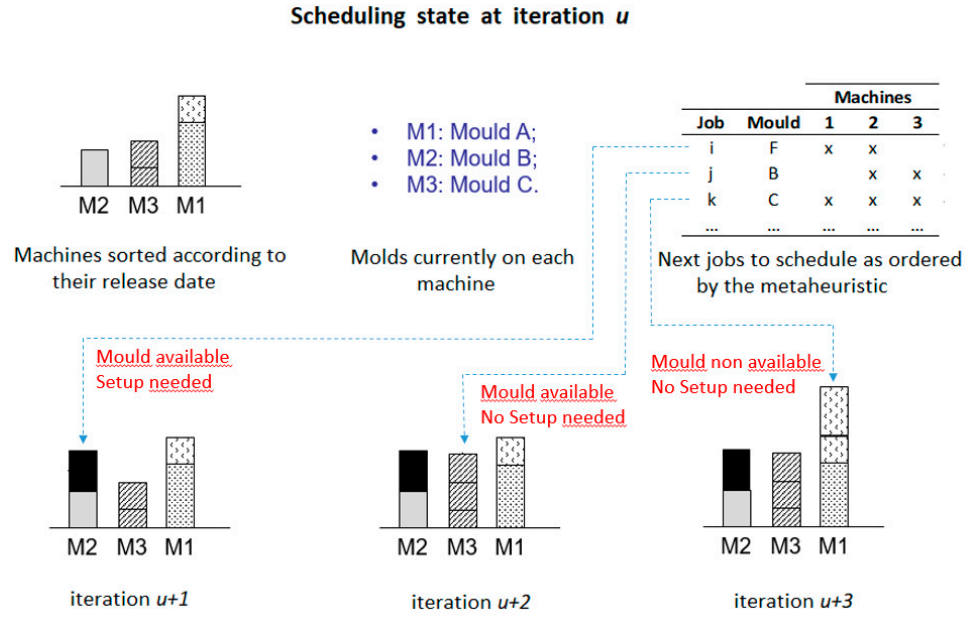 Scheduling state at iteration u
M2 M3 M1
Machines sorted according to
their release date
• M1: Mould A;
• M2: Mould B;
• M3: Mould C.
Molds currently on each
machine
Machines
Job Mould 1 2 3
i F x x
j B x x
k C x x x
... ... ... ... ...
Next jobs to schedule as ordered
by the metaheuristic
Mould available
Setup needed
M2 M3 M1
iteration u+1
Mould available
No Setup needed
M2 M3 M1
iteration u+2
Mould non available
No Setup needed
M2 M3 M1
iteration u+3